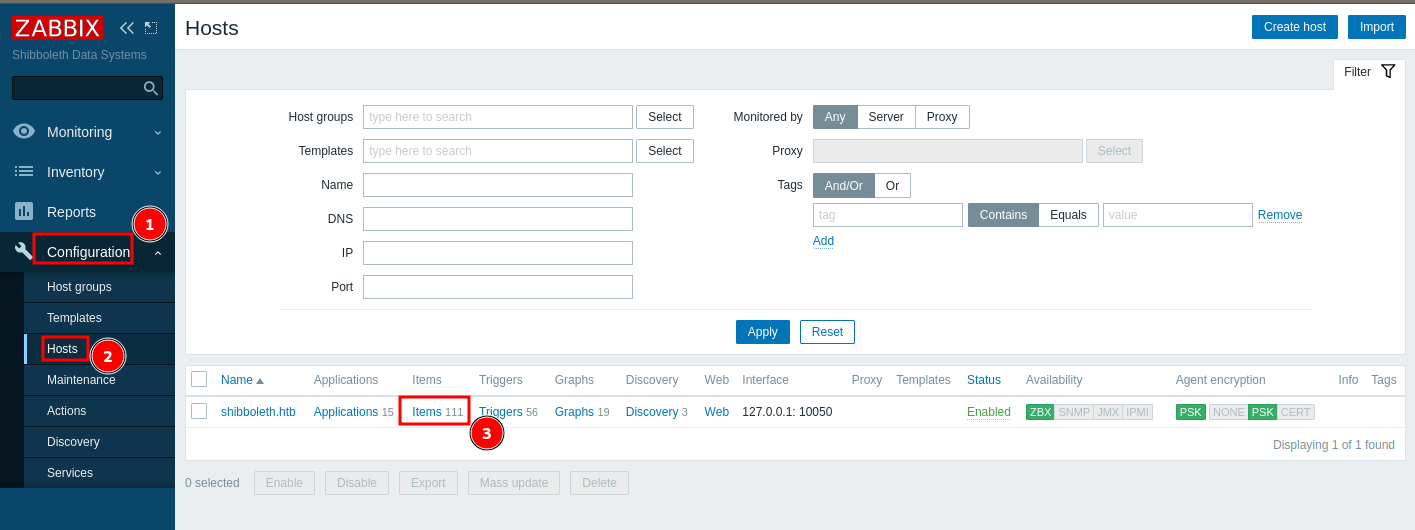 ZABBIX
Shibboleth Data Systems
Monitoring
Inventory
Reports
1
Configuration
Host groups
Templates
Hosts
2
Maintenance
Actions
Discovery
Services
Hosts
Create host
Import
Filter
Host groups type here to search Select
Templates type here to search Select
Name
DNS
IP
Port
Monitored by Any Server Proxy
Proxy Select
Tags And/Or Or
tag Contains Equals value Remove
Add
Apply Reset
Name Applications Items Triggers Graphs Discovery Web Interface Proxy Templates Status Availability Agent encryption Info Tags
shibboleth.htb Applications 15 Items 111 Triggers 56 Graphs 19 Discovery 3 Web 127.0.0.1: 10050 Enabled ZBX SNMP JMX IPMI PSK NONE PSK CERT
3
Displaying 1 of 1 found
0 selected Enable Disable Export Mass update Delete